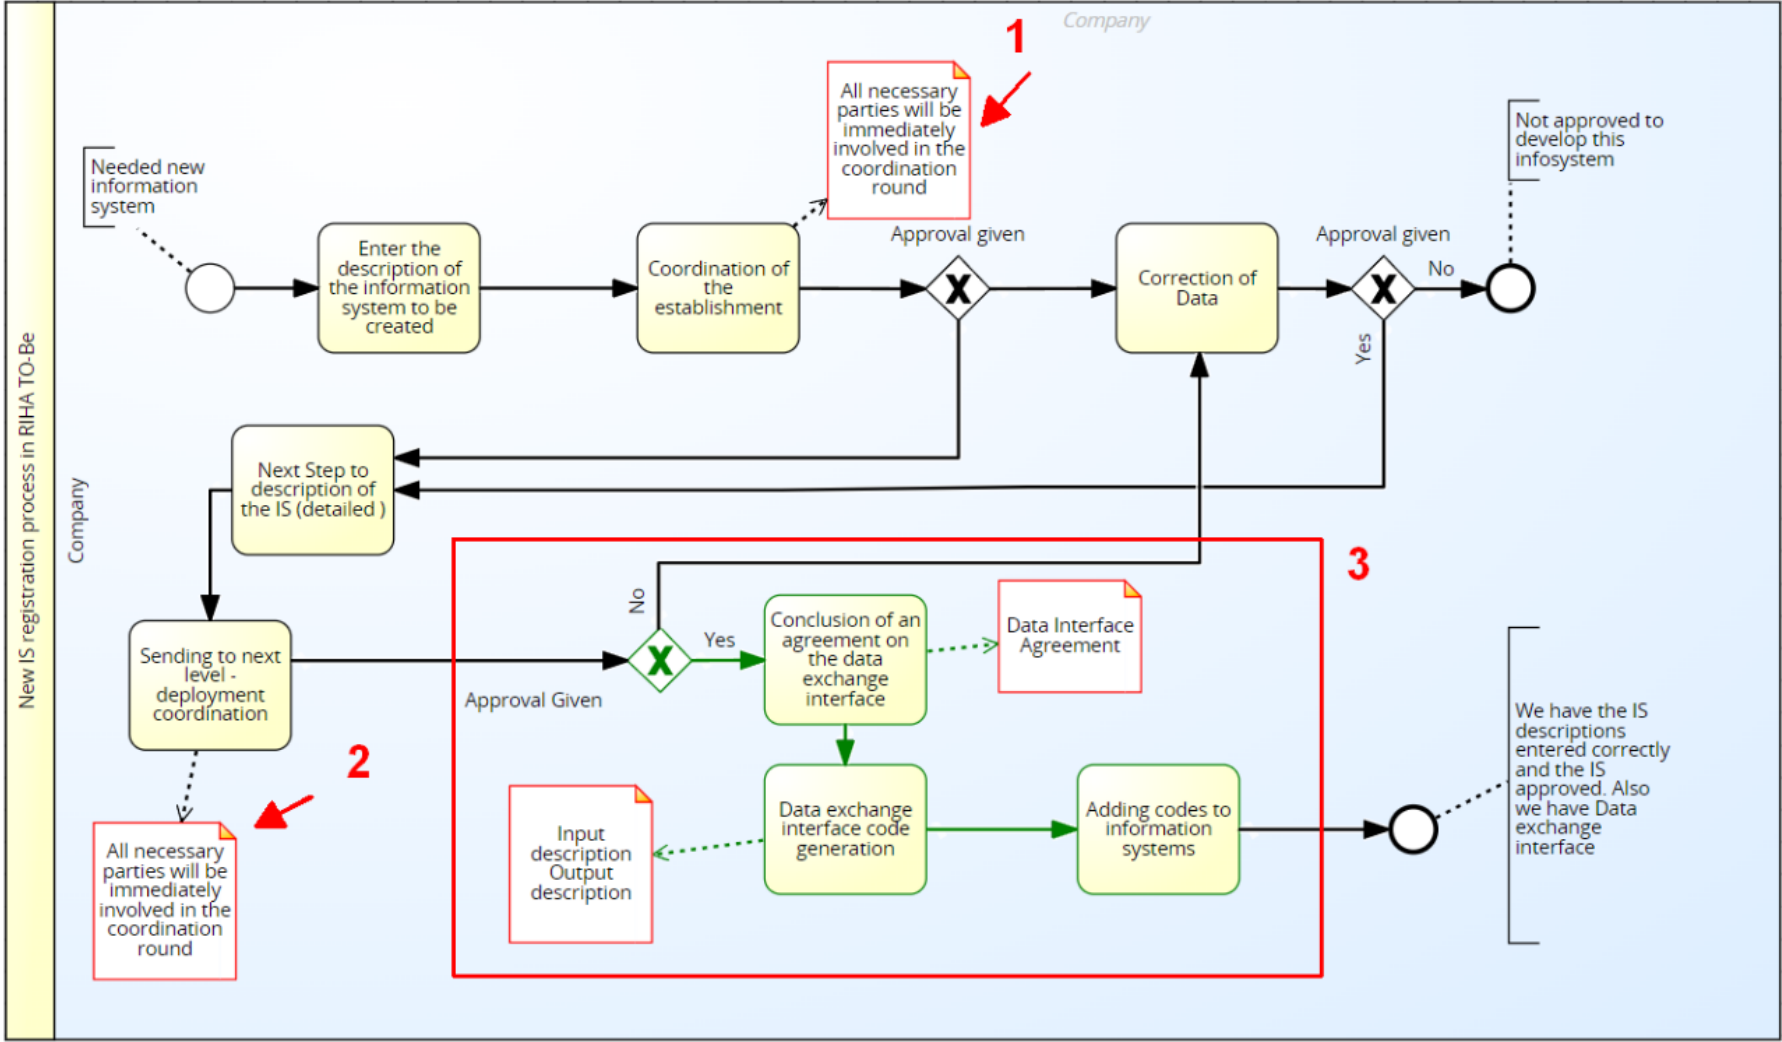 Company
1
All necessary
parties will be
immediately
involved in the
coordination
round
Not approved to
develop this
infosystem
Needed new
information
system
Enter the
description of
the information
system to be
created
Coordination of
the
establishment
Approval given
X
Correction of
Data
Approval given
X
No
Yes
New IS registration process in RIHA TO-Be
Company
Next Step to
description of
the IS (detailed )
3
No
Sending to next
level -
deployment
coordination
Approval Given
X
Yes
Conclusion of an
agreement on
the data
exchange
interface
Data Interface
Agreement
2
All necessary
parties will be
immediately
involved in the
coordination
round
Input
description
Output
description
Data exchange
interface code
generation
Adding codes to
information
systems
We have the IS
descriptions
entered correctly
and the IS
approved. Also
we have Data
exchange
interface